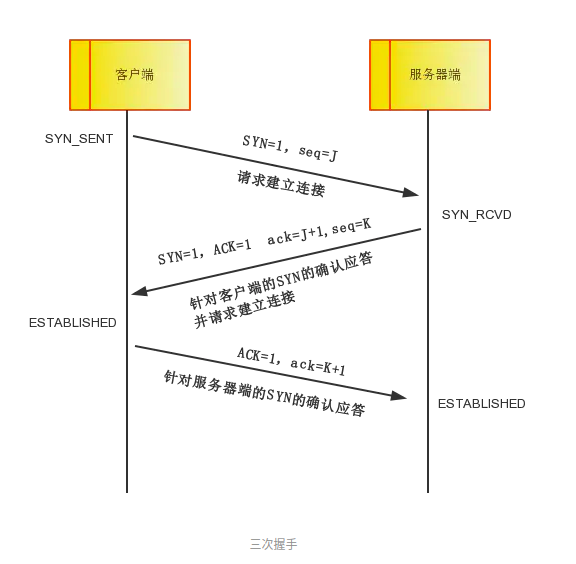 客户端
服务器端
SYN_SENT
SYN=1, seq=J
请求建立连接
SYN_RCVD
SYN=1, ACK=1 ack=J+1,seq=K
针对客户端的SYN的确认应答
并请求建立连接
ESTABLISHED
ACK=1, ack=K+1
针对服务器端的SYN的确认应答
ESTABLISHED
三次握手